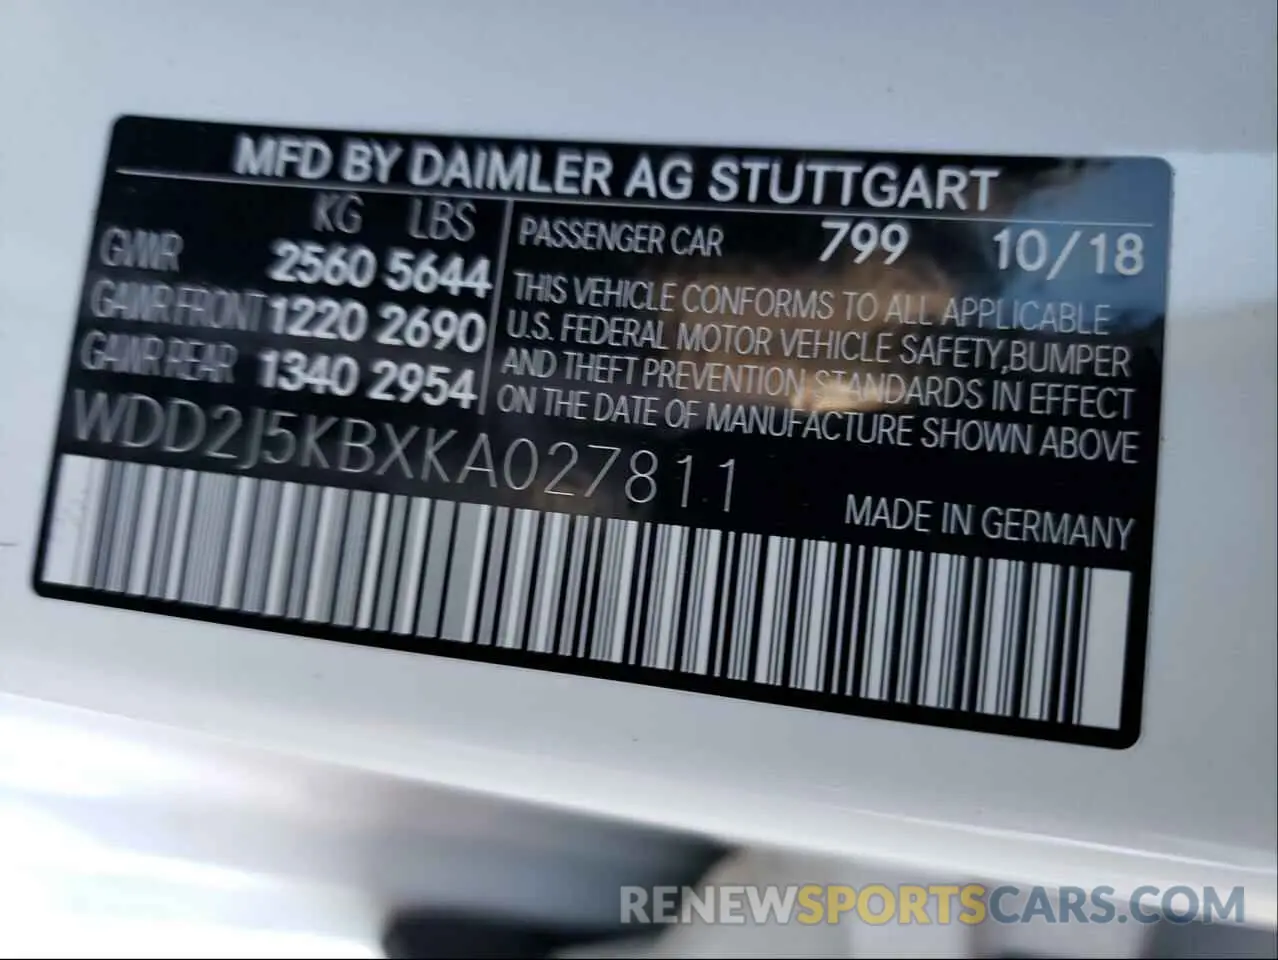 MFD BY DAIMLER AG STUTTGART
KG LBS
GVWR 2560 5644
GAWR FRONT 1220 2690
GAWR REAR 1340 2954
PASSENGER CAR 799 10/18
THIS VEHICLE CONFORMS TO ALL APPLICABLE
U.S. FEDERAL MOTOR VEHICLE SAFETY,BUMPER
AND THEFT PREVENTION STANDARDS IN EFFECT
ON THE DATE OF MANUFACTURE SHOWN ABOVE
WDD2J5KBXKA027811
MADE IN GERMANY
RENEWSPORTSCARS.COM